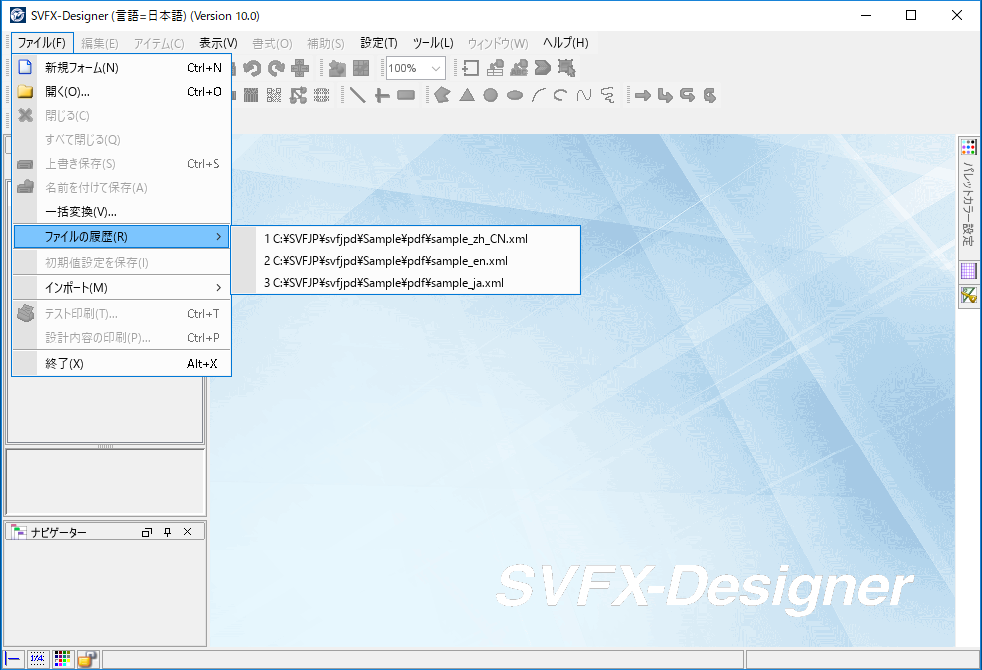 SVFX-Designer (言語=日本語) (Version 10.0)
ファイル(F) 編集(E) アイテム(C) 表示(V) 書式(O) 補助(S) 設定(T) ツール(L) ウィンドウ(W) ヘルプ(H)
100%
新規フォーム(N) Ctrl+N
開く(O)... Ctrl+O
閉じる(C)
すべて閉じる(Q)
上書き保存(S) Ctrl+S
名前を付けて保存(A)
一括変換(V)...
ファイルの履歴(R)
1 C:¥SVFJP¥svfjpd¥Sample¥pdf¥sample_zh_CN.xml
2 C:¥SVFJP¥svfjpd¥Sample¥pdf¥sample_en.xml
3 C:¥SVFJP¥svfjpd¥Sample¥pdf¥sample_ja.xml
初期値設定を保存(I)
インポート(M)
テスト印刷(T)... Ctrl+T
設計内容の印刷(P)... Ctrl+P
終了(X) Alt+X
パレットカラー設定
ナビゲーター
SVFX-Designer
1/4